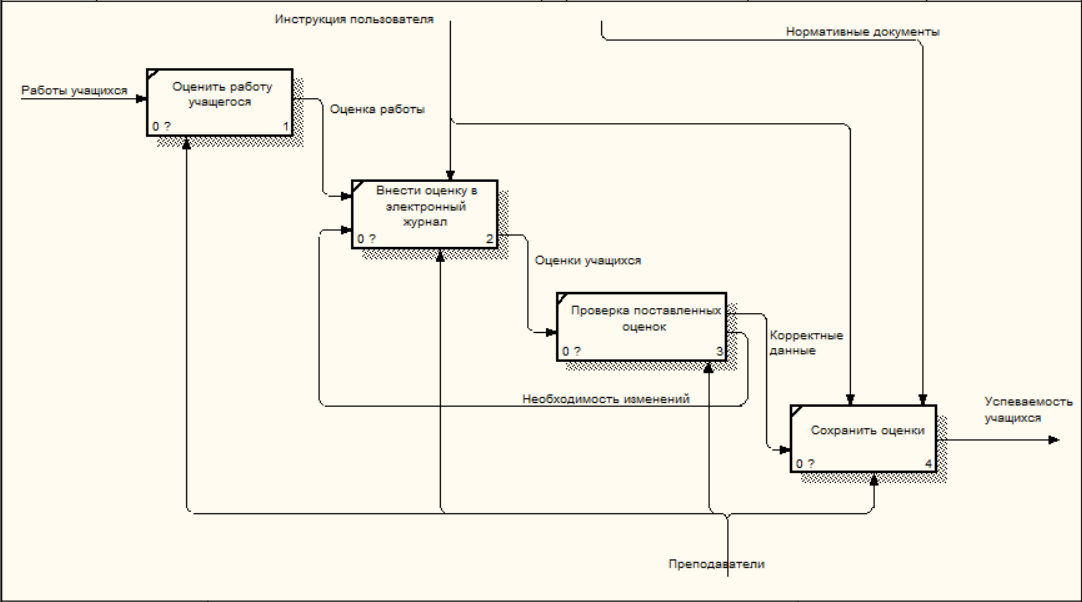 Инструкция пользователя
Нормативные документы
Работы учащихся
Оценить работу
учащегося
0 ?
1
Оценка работы
Внести оценку в
электронный
журнал
0 ?
2
Оценки учащихся
Проверка поставленных
оценок
0 ?
3
Корректные
данные
Необходимость изменений
Сохранить оценки
0 ?
4
Успеваемость
учащихся
Преподаватели